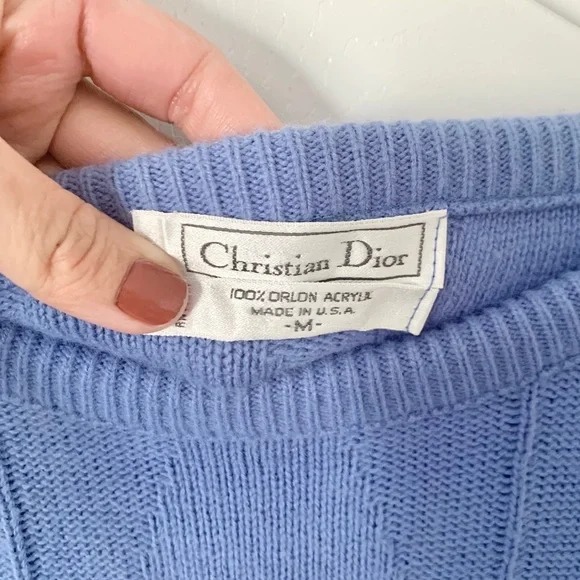 Christian Dior
100% ORLON ACRYLIC
MADE IN U.S.A
-M-